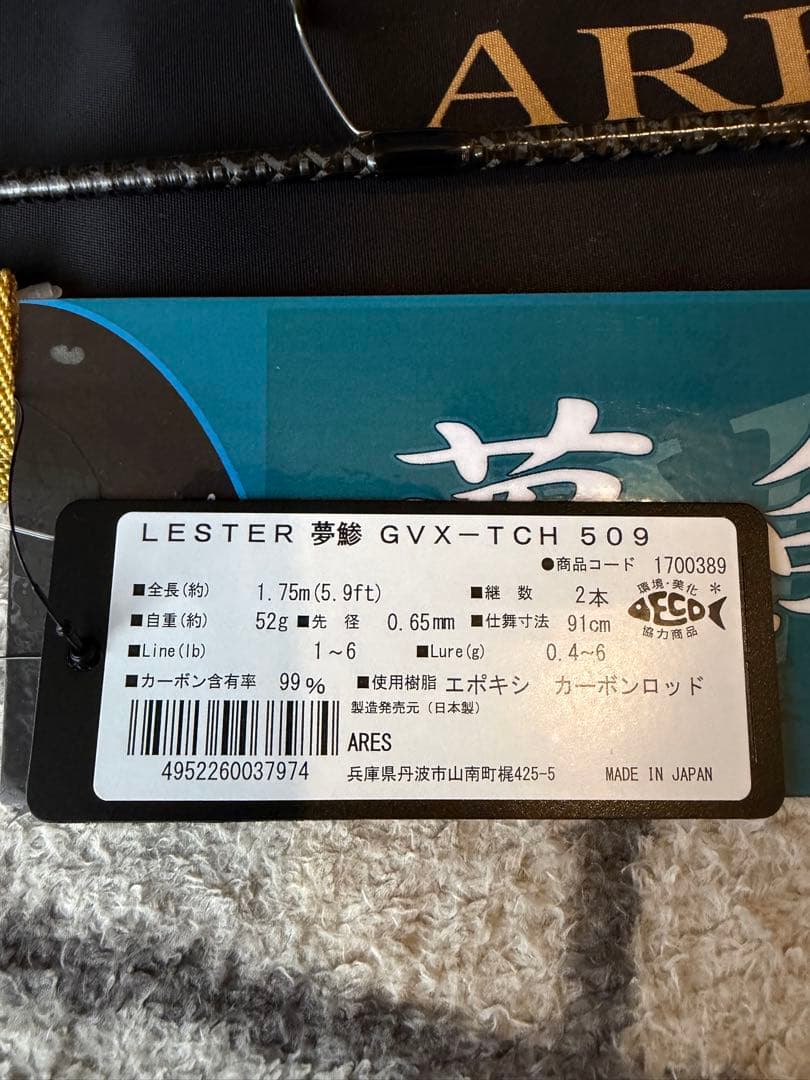 LESTER 夢鯵 GVX-TCH 509
●商品コード 1700389
■全長(約) 1.75m(5.9ft) ■継 数 2本
■自重(約) 52g ■先 径 0.65mm ■仕舞寸法 91cm
環境・美化
ECO
協力商品
■Line(lb) 1~6 ■Lure(g) 0.4~6
■カーボン含有率 99% ■使用樹脂 エポキシ カーボンロッド
製造発売元(日本製)
ARES
4952260037974 兵庫県丹波市山南町梶425-5 MADE IN JAPAN